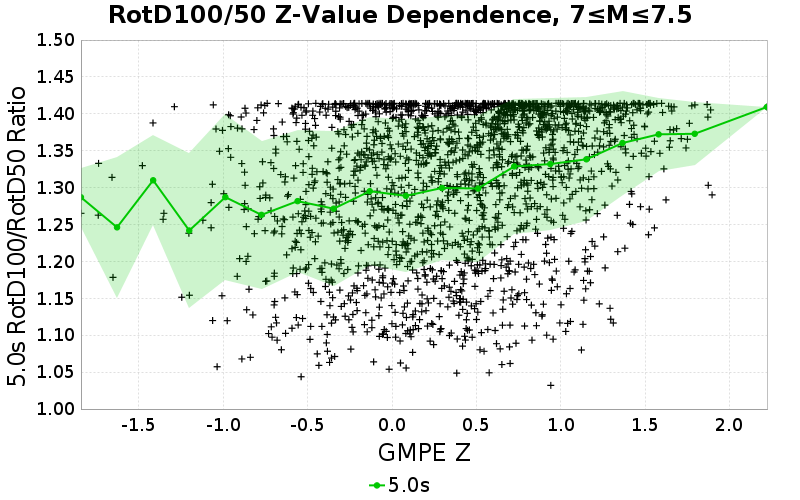 RotD100/50 Z-Value Dependence, 7≤M≤7.5
5.0s RotD100/RotD50 Ratio
1.50
1.45
1.40
1.35
1.30
1.25
1.20
1.15
1.10
1.05
1.00
-1.5 -1.0 -0.5 0.0 0.5 1.0 1.5 2.0
GMPE Z
5.0s